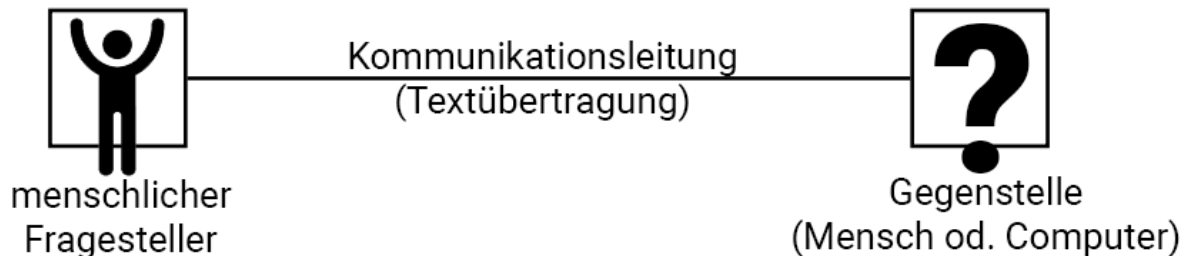 Kommunikationsleitung
(Textübertragung)
menschlicher
Fragesteller
?
Gegenstelle
(Mensch od. Computer)